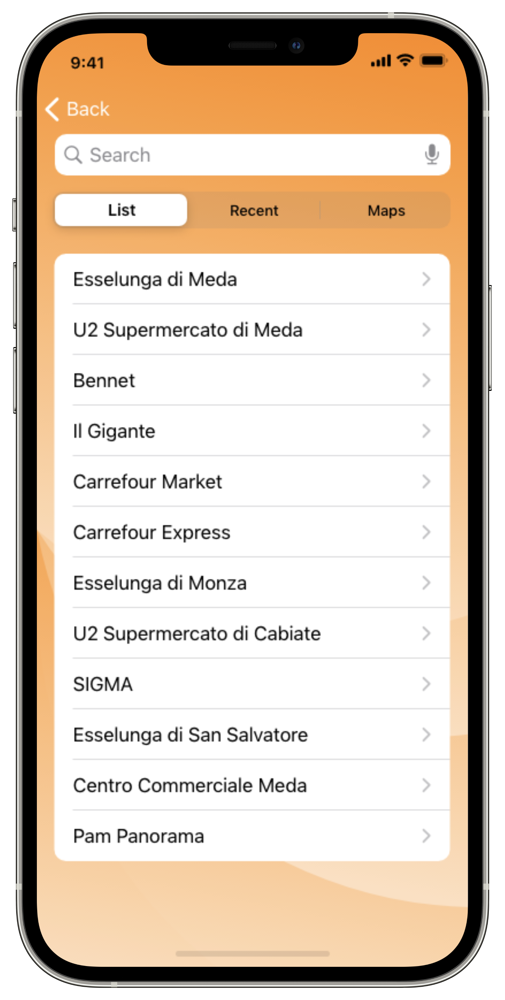 9:41
Back
Search
List Recent Maps
Esselunga di Meda
U2 Supermercato di Meda
Bennet
Il Gigante
Carrefour Market
Carrefour Express
Esselunga di Monza
U2 Supermercato di Cabiate
SIGMA
Esselunga di San Salvatore
Centro Commerciale Meda
Pam Panorama